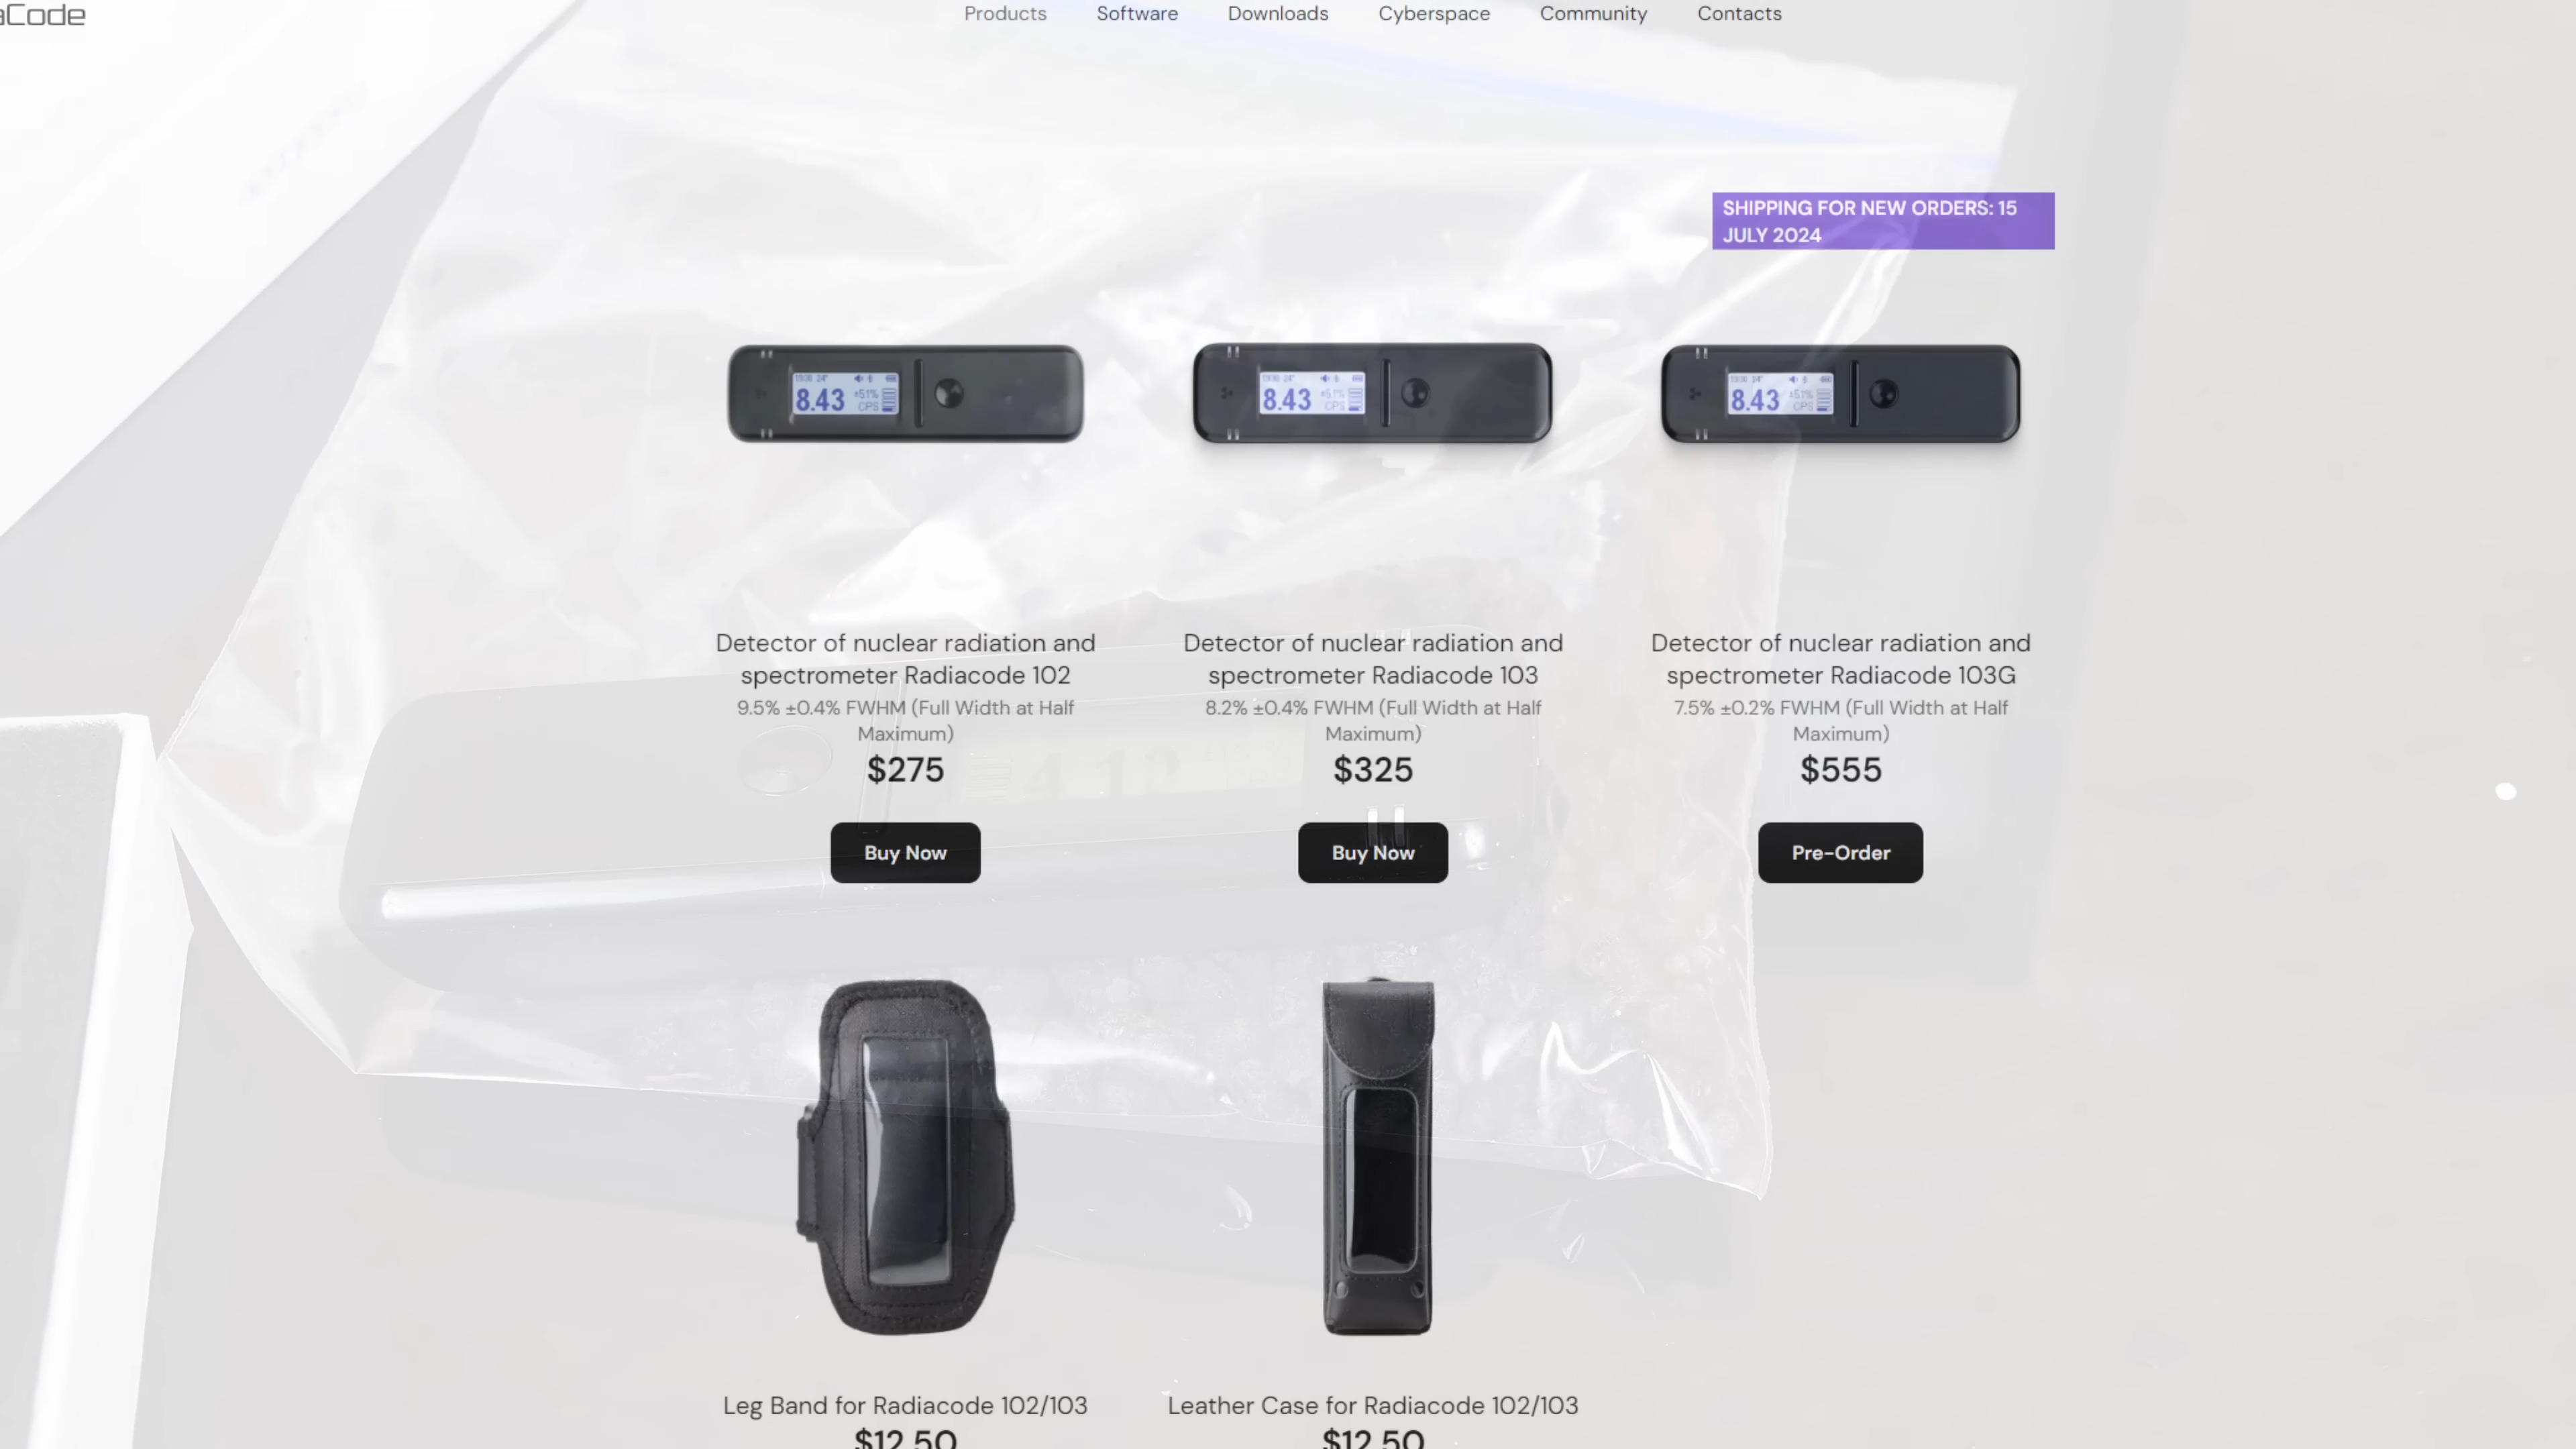 aCode
Products Software Downloads Cyberspace Community Contacts
SHIPPING FOR NEW ORDERS: 15
JULY 2024
8.43 CPS
8.43 CPS
8.43 CPS
Detector of nuclear radiation and
spectrometer Radiacode 102
9.5% ±0.4% FWHM (Full Width at Half
Maximum)
$275
Buy Now
Detector of nuclear radiation and
spectrometer Radiacode 103
8.2% ±0.4% FWHM (Full Width at Half
Maximum)
$325
Buy Now
Detector of nuclear radiation and
spectrometer Radiacode 103G
7.5% ±0.2% FWHM (Full Width at Half
Maximum)
$555
Pre-Order
Leg Band for Radiacode 102/103
$12.50
Leather Case for Radiacode 102/103
$12.50